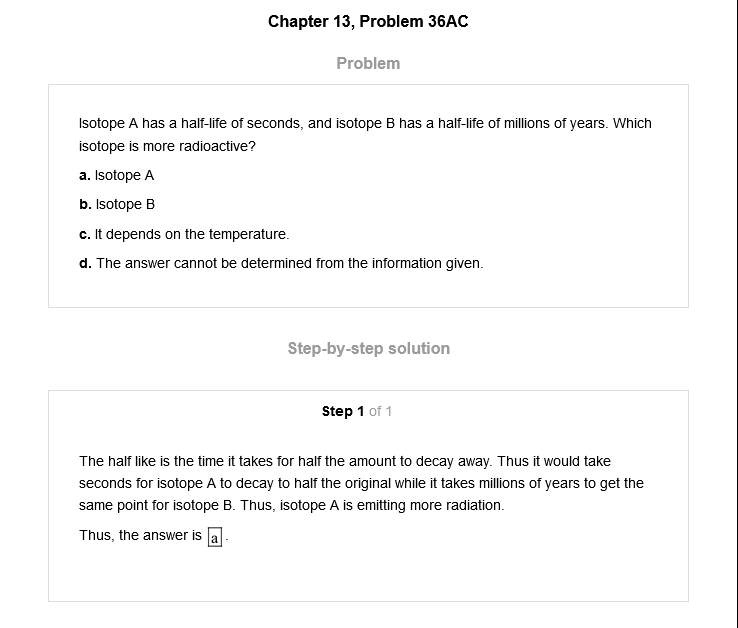 Chapter 13, Problem 36AC
Problem
Isotope A has a half-life of seconds, and isotope B has a half-life of millions of years. Which
isotope is more radioactive?
a. Isotope A
b. Isotope B
c. It depends on the temperature.
d. The answer cannot be determined from the information given.
Step-by-step solution
Step 1 of 1
The half like is the time it takes for half the amount to decay away. Thus it would take
seconds for isotope A to decay to half the original while it takes millions of years to get the
same point for isotope B. Thus, isotope A is emitting more radiation.
Thus, the answer is a.